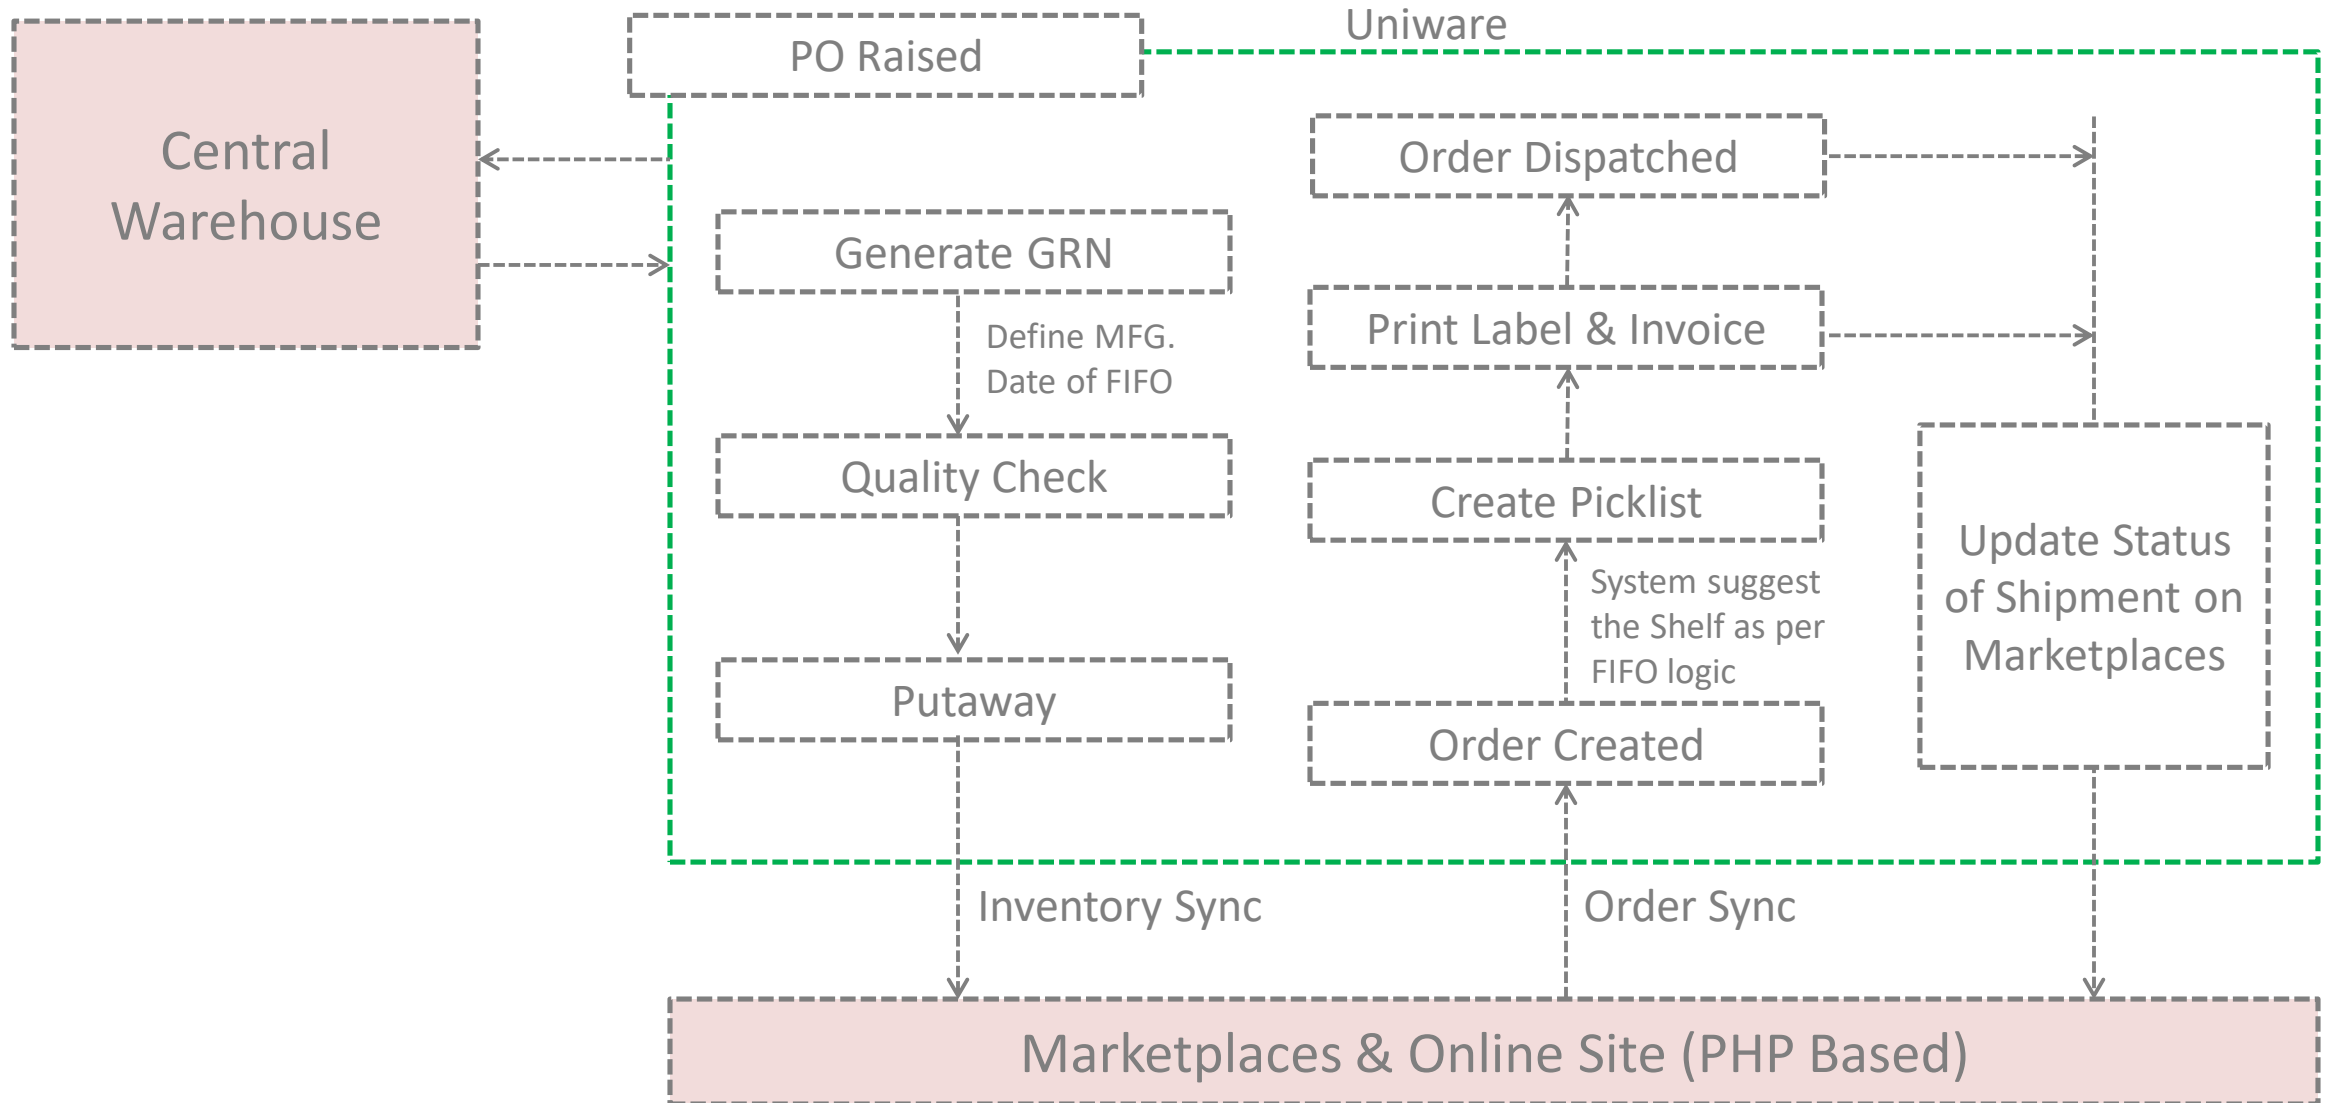 Uniware
PO Raised
Central
Warehouse
Generate GRN
Define MFG.
Date of FIFO
Quality Check
Putaway
Order Dispatched
Print Label & Invoice
Create Picklist
System suggest
the Shelf as per
FIFO logic
Order Created
Update Status
of Shipment on
Marketplaces
Inventory Sync
Order Sync
Marketplaces & Online Site (PHP Based)